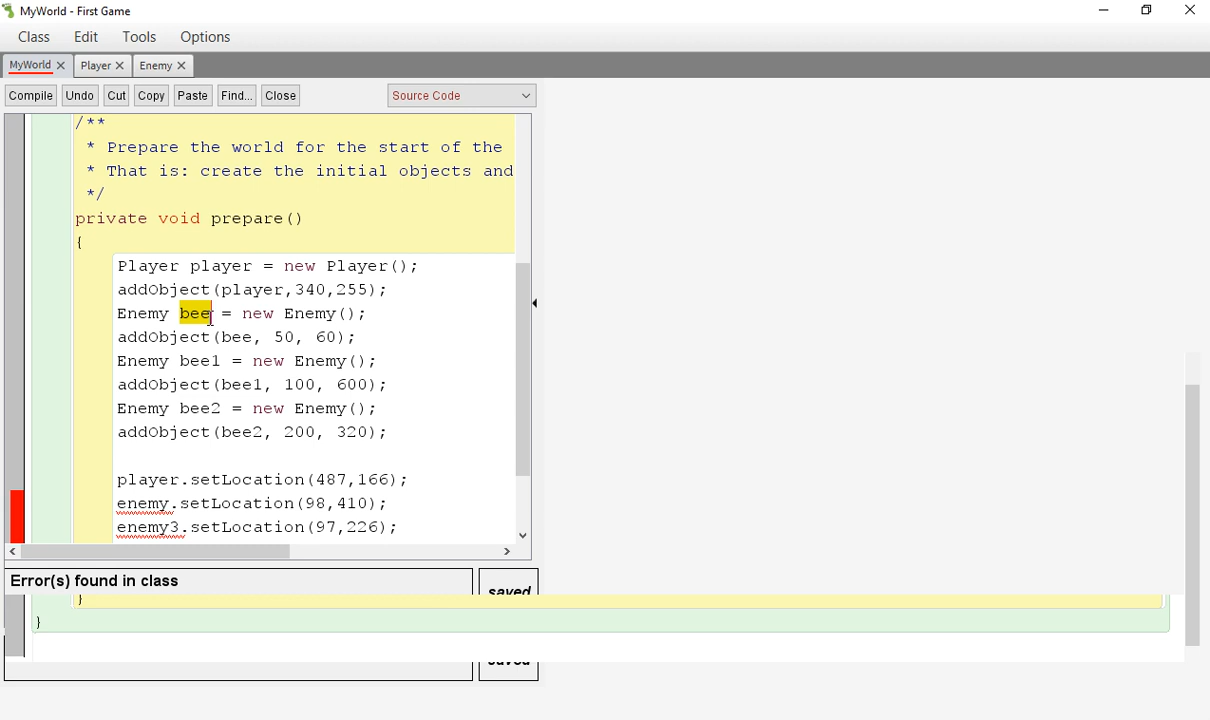 MyWorld - First Game
Class Edit Tools Options
MyWorld Player Enemy
Compile Undo Cut Copy Paste Find... Close Source Code
/**
* Prepare the world for the start of the
* That is: create the initial objects and
*/
private void prepare()
{
Player player = new Player();
addObject(player,340,255);
Enemy bee = new Enemy();
addObject(bee, 50, 60);
Enemy bee1 = new Enemy();
addObject(bee1, 100, 600);
Enemy bee2 = new Enemy();
addObject(bee2, 200, 320);
player.setLocation(487,166);
enemy.setLocation(98,410);
enemy3.setLocation(97,226);
Error(s) found in class
saved
}
}
saved